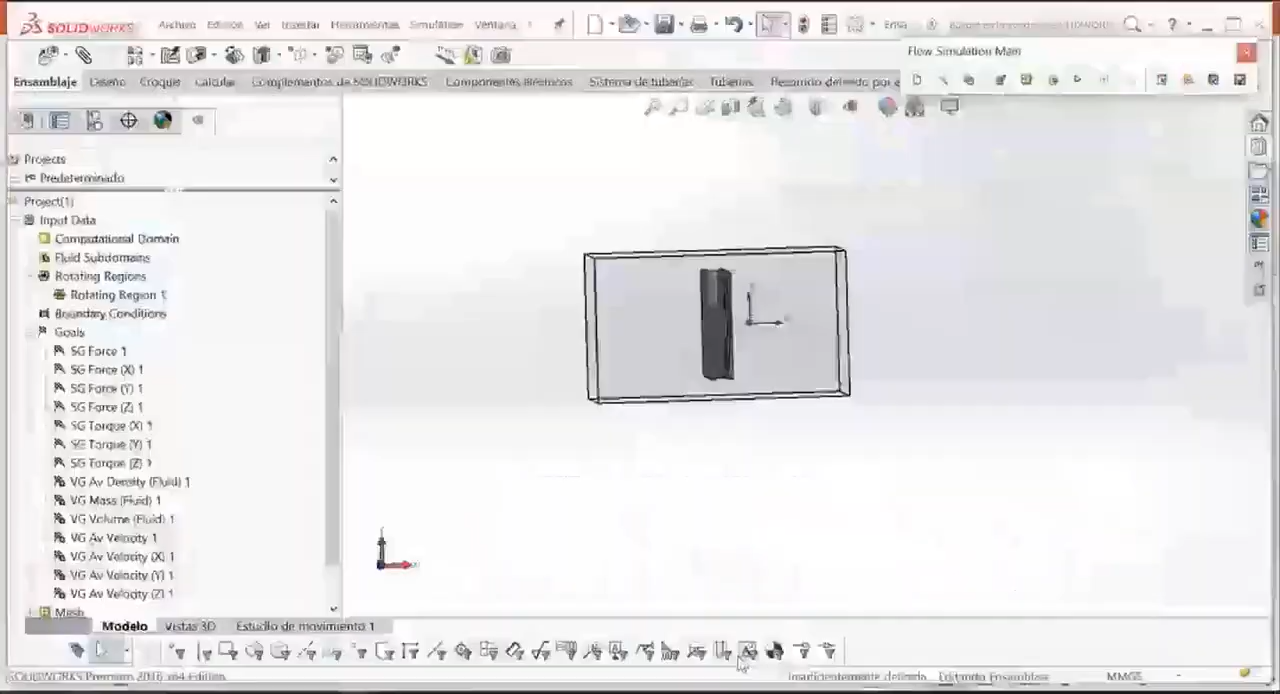 SOLIDWORKS Archivo Edición Ver Insertar Herramientas Simulation Ventana
Flow Simulation Main
Ensamblaje Diseño Croquis Calcular Complementos de SOLIDWORKS Componentes eléctricos Sistema de tuberías Tuberías Recorrido definido por e
Projects
Predeterminado
Project(1)
Input Data
Computational Domain
Fluid Subdomains
Rotating Regions
Rotating Region 1
Boundary Conditions
Goals
SG Force 1
SG Force (X) 1
SG Force (Y) 1
SG Force (Z) 1
SG Torque (X) 1
SG Torque (Y) 1
SG Torque (Z) 1
VG Av Density (Fluid) 1
VG Mass (Fluid) 1
VG Volume (Fluid) 1
VG Av Velocity 1
VG Av Velocity (X) 1
VG Av Velocity (Y) 1
VG Av Velocity (Z) 1
Mesh
Modelo Vistas 3D Estudio de movimiento 1
SOLIDWORKS Premium 2016 x64 Edition Insuficientemente definido Editando Ensamblaje MMGS